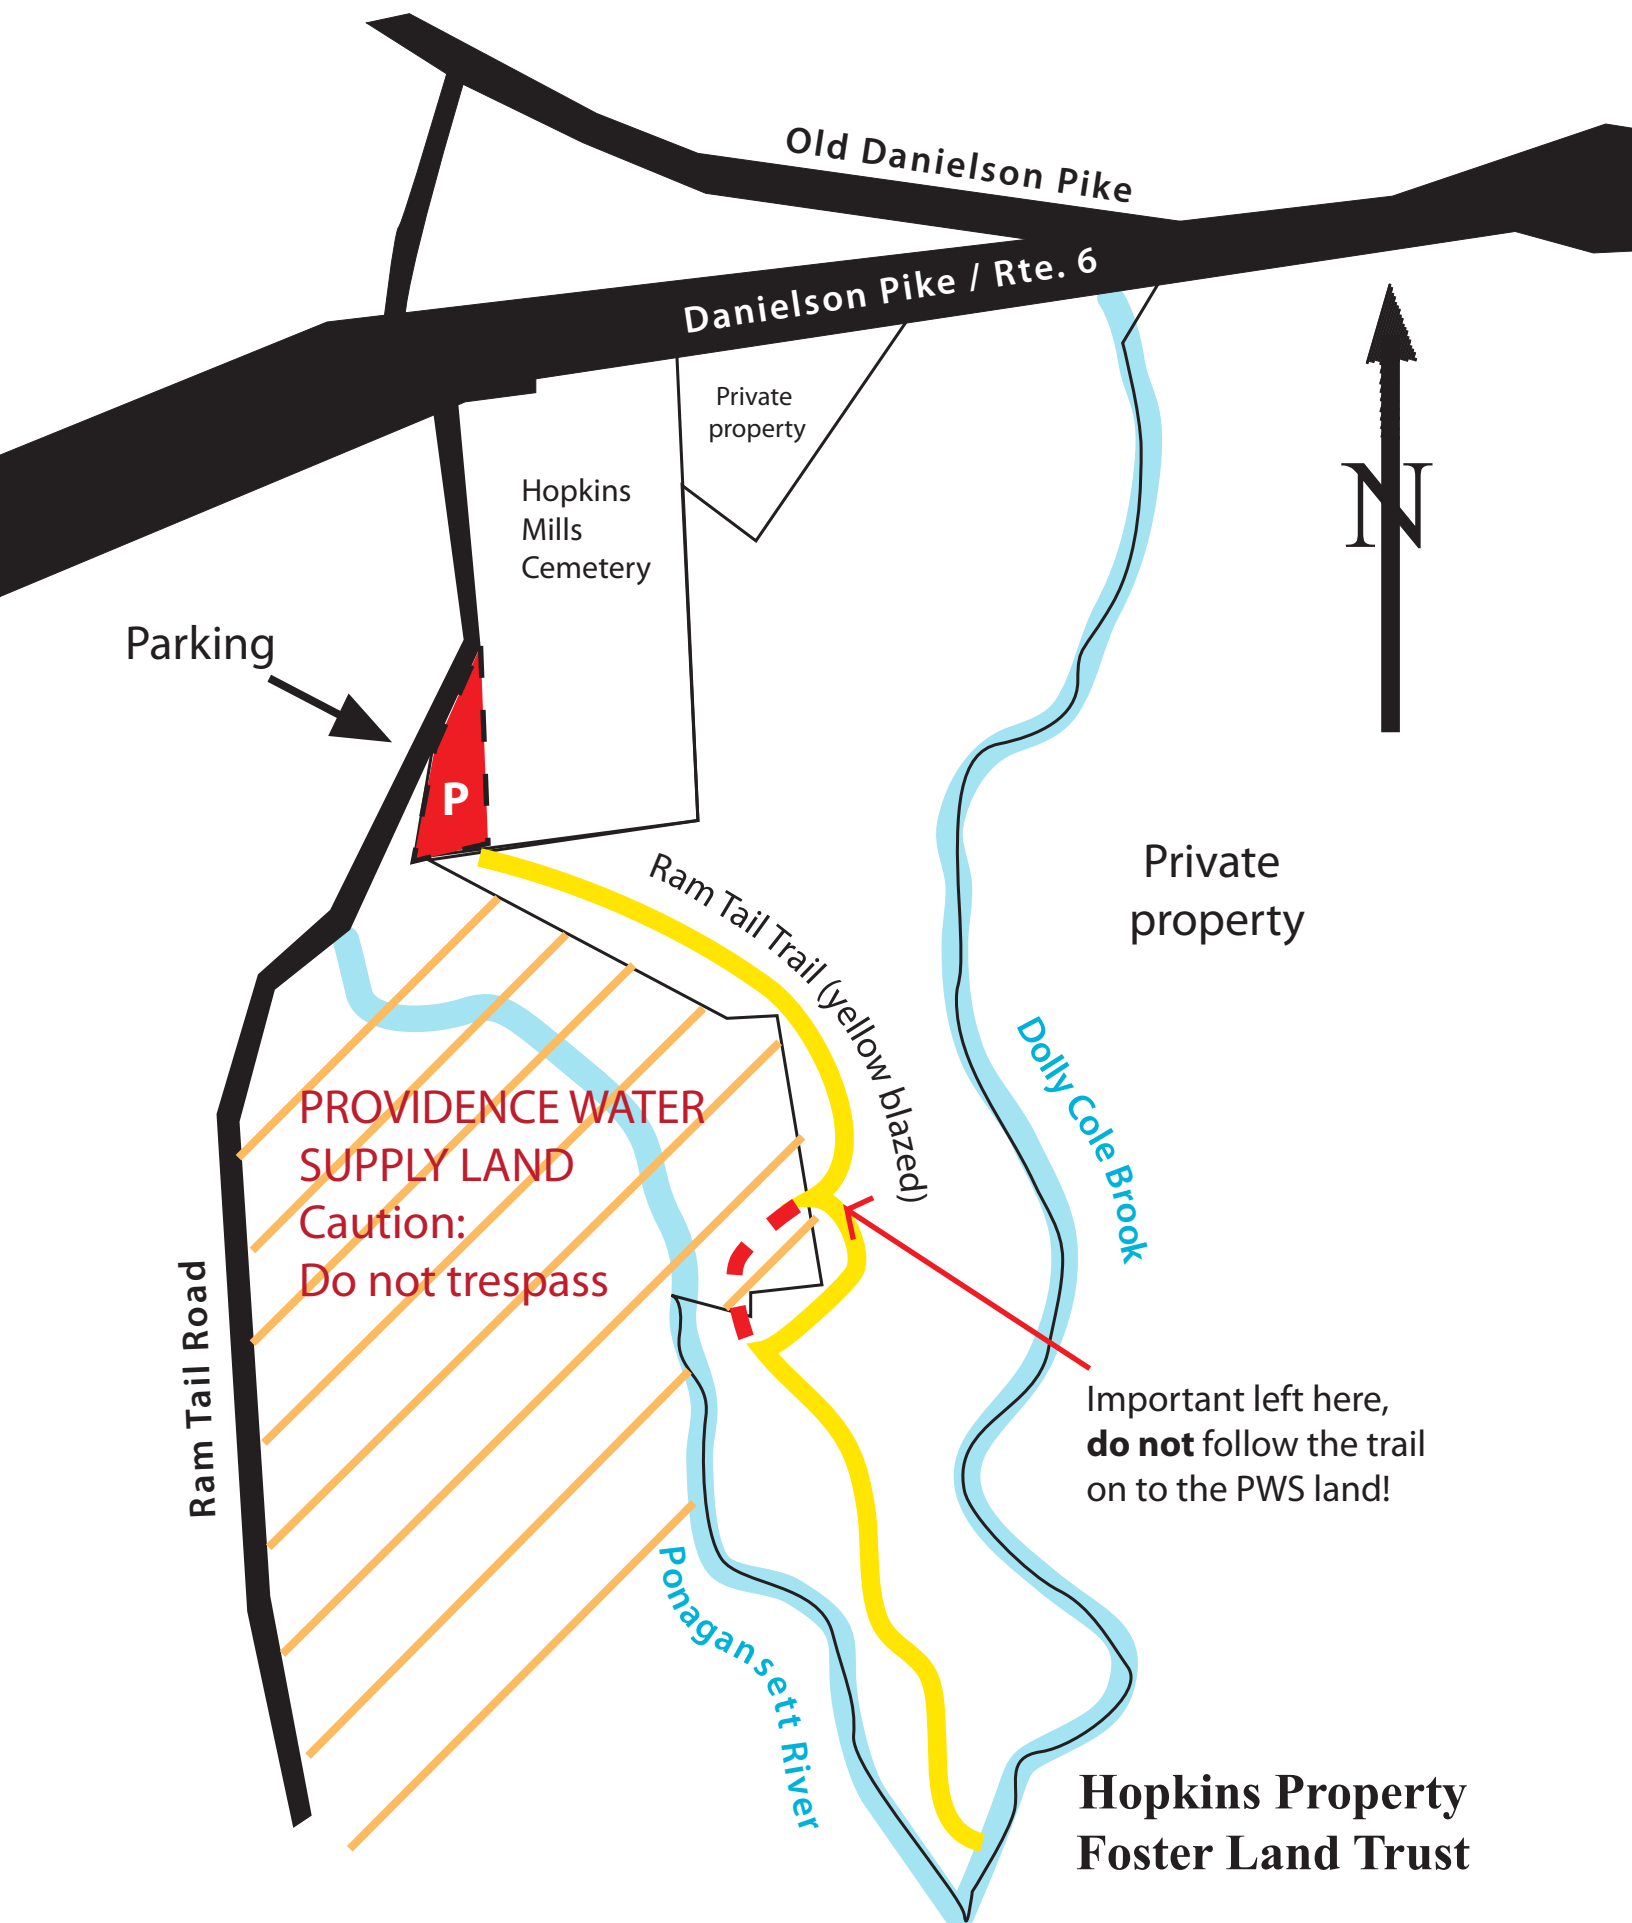 Old Danielson Pike
Danielson Pike / Rte. 6
Private
property
Hopkins
Mills
Cemetery
N
Parking
P
Ram Tail Trail (yellow blazed)
Private
property
Dolly Cole Brook
PROVIDENCE WATER
SUPPLY LAND
Caution:
Do not trespass
Ram Tail Road
Important left here,
do not follow the trail
on to the PWS land!
Ponagansett River
Hopkins Property
Foster Land Trust